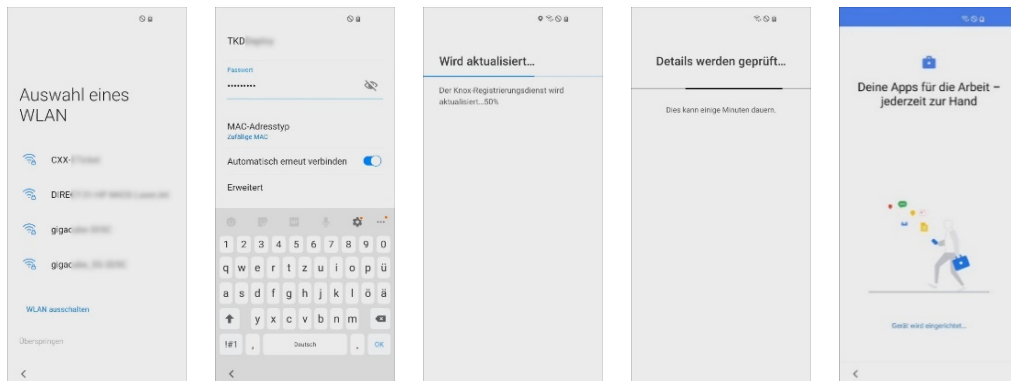 Auswahl eines
WLAN
CXX-
DIREC
gigac
gigac
WLAN ausschalten
Überspringen
TKD
Passwort
•••••••••
MAC-Adresstyp
Zufällige MAC
Automatisch erneut verbinden
Erweitert
1 2 3 4 5 6 7 8 9 0
q w e r t z u i o p ü
a s d f g h j k l ö ä
y x c v b n m
!#1 , Deutsch . OK
Wird aktualisiert...
Der Knox-Registrierungsdienst wird
aktualisiert...50%
Details werden geprüft...
Dies kann einige Minuten dauern.
Deine Apps für die Arbeit –
jederzeit zur Hand
Gerät wird eingerichtet...